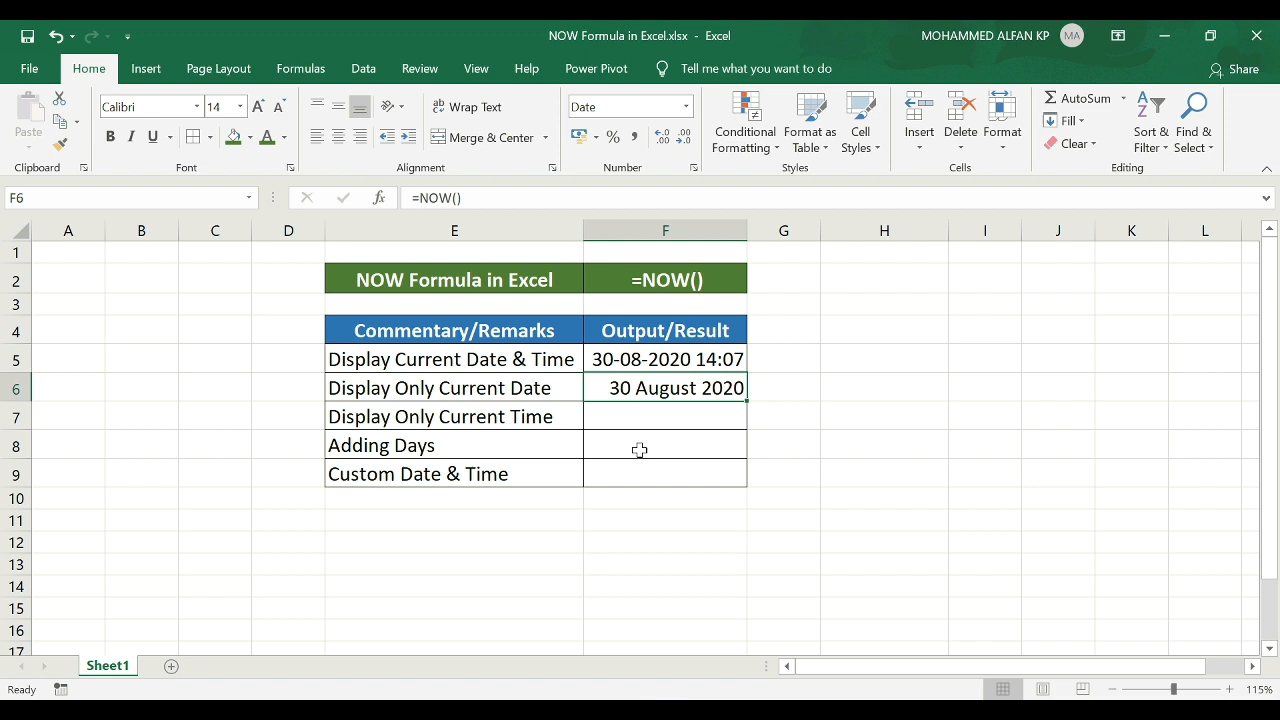 NOW Formula in Excel.xlsx - Excel
MOHAMMED ALFAN KP MA
File Home Insert Page Layout Formulas Data Review View Help Power Pivot Tell me what you want to do Share
Paste
Clipboard
Calibri 14 A A
B I U A
Font
ab Wrap Text
Merge & Center
Alignment
Date
% ,
Number
Conditional Formatting
Format as Table
Cell Styles
Styles
Insert Delete Format
Cells
AutoSum
Fill
Clear
Sort & Filter
Find & Select
Editing
F6 fx =NOW()
A B C D E F G H I J K L
1
2 NOW Formula in Excel =NOW()
3
4 Commentary/Remarks Output/Result
5 Display Current Date & Time 30-08-2020 14:07
6 Display Only Current Date 30 August 2020
7 Display Only Current Time
8 Adding Days
9 Custom Date & Time
10
11
12
13
14
15
16
17
Sheet1
Ready 115%